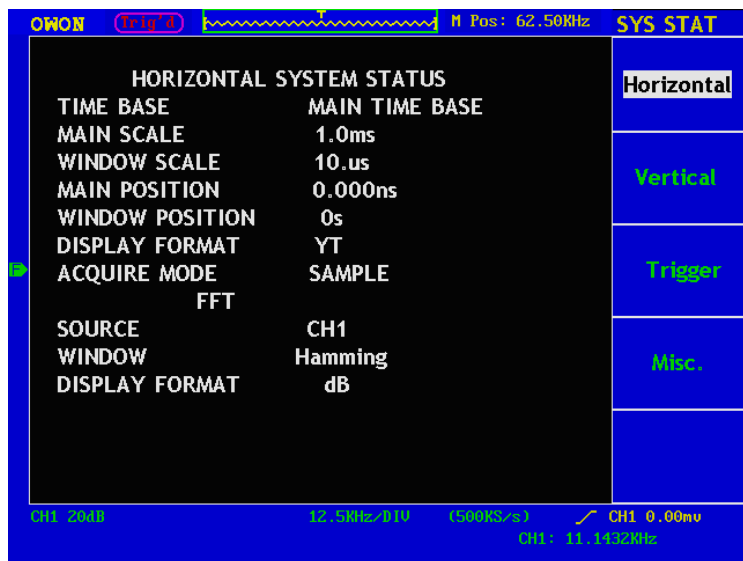 OWON Trig'd T M Pos: 62.50KHz SYS STAT
HORIZONTAL SYSTEM STATUS
TIME BASE MAIN TIME BASE
MAIN SCALE 1.0ms
WINDOW SCALE 10.us
MAIN POSITION 0.000ns
WINDOW POSITION 0s
DISPLAY FORMAT YT
ACQUIRE MODE SAMPLE
FFT
SOURCE CH1
WINDOW Hamming
DISPLAY FORMAT dB
Horizontal
Vertical
Trigger
Misc.
F
CH1 20dB 12.5KHz/DIV (500KS/s) CH1 0.00mv
CH1: 11.1432KHz